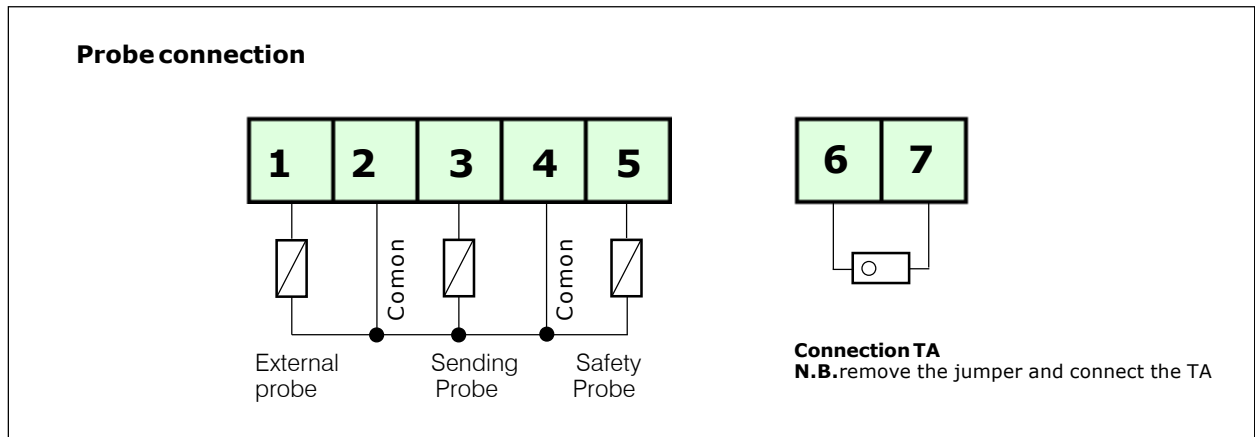 Probe connection
1 2 3 4 5
6 7
Comon
Comon
External
probe
Sending
Probe
Safety
Probe
Connection TA
N.B.remove the jumper and connect the TA